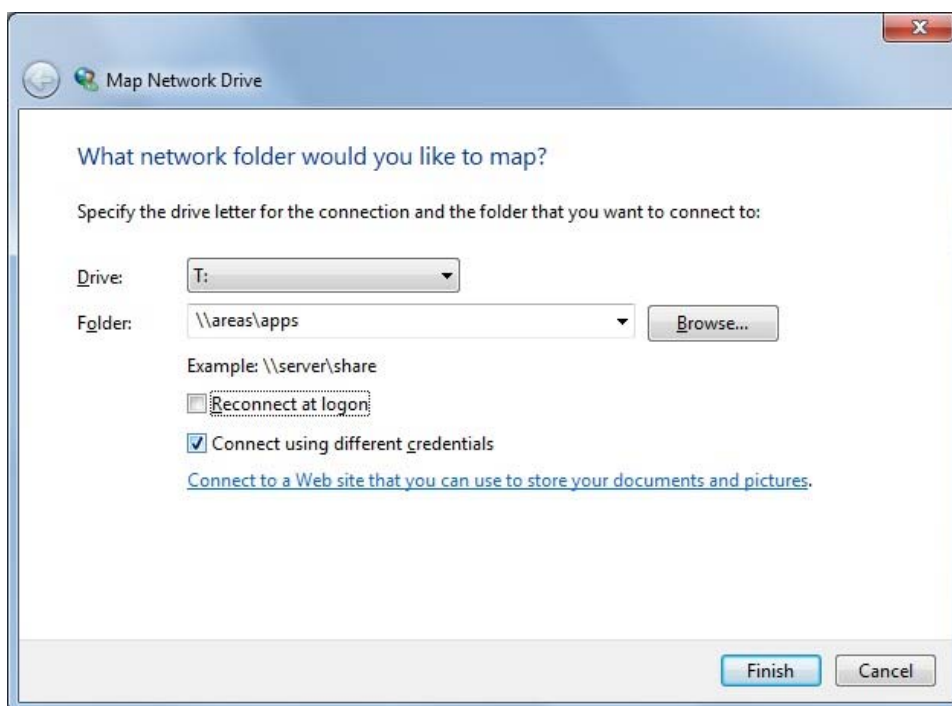 Map Network Drive
What network folder would you like to map?
Specify the drive letter for the connection and the folder that you want to connect to:
Drive: T:
Folder: \\areas\apps Browse...
Example: \\server\share
Reconnect at logon
Connect using different credentials
Connect to a Web site that you can use to store your documents and pictures.
Finish Cancel